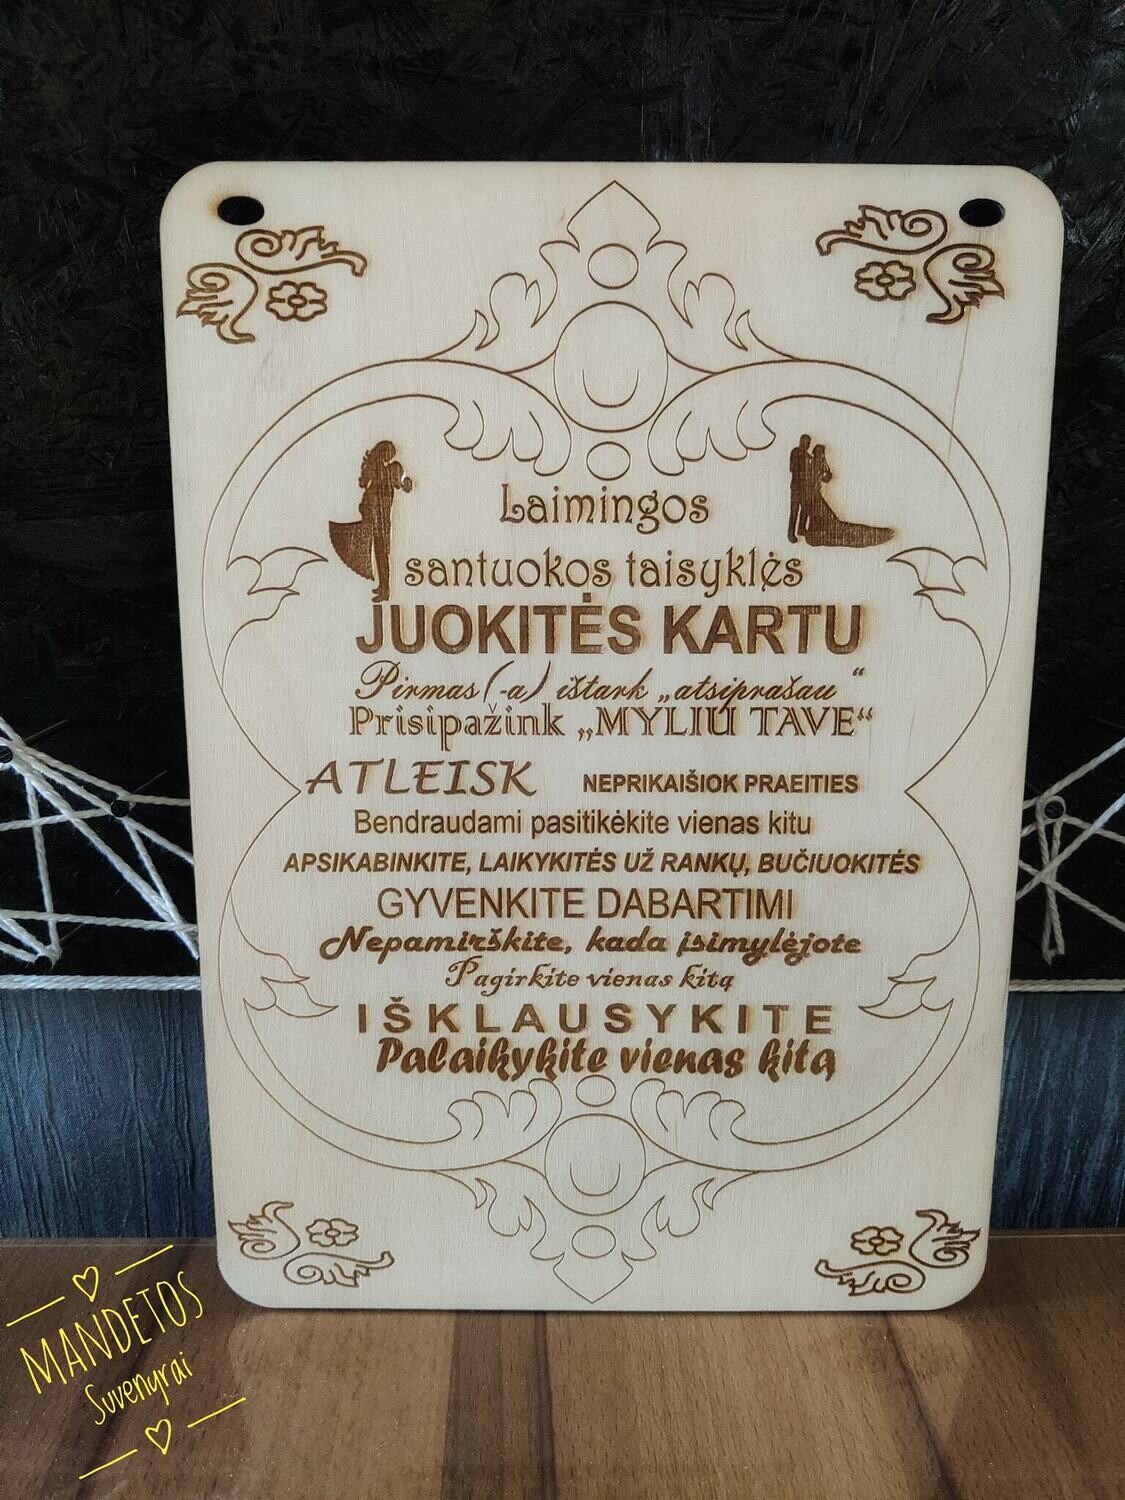 Laimingos
santuokos taisyklės
JUOKITĖS KARTU
Pirmas(-a) ištark „atsiprašau“
Prisipažink „MYLIU TAVE“
ATLEISK NEPRIKAIŠIOK PRAEITIES
Bendraudami pasitikėkite vienas kitu
APSIKABINKITE, LAIKYKITĖS UŽ RANKŲ, BUČIUOKITĖS
GYVENKITE DABARTIMI
Nepamirškite, kada įsimylėjote
Pagirkite vienas kitą
IŠKLAUSYKITE
Palaikykite vienas kitą
MANDETOS
Suvenyrai